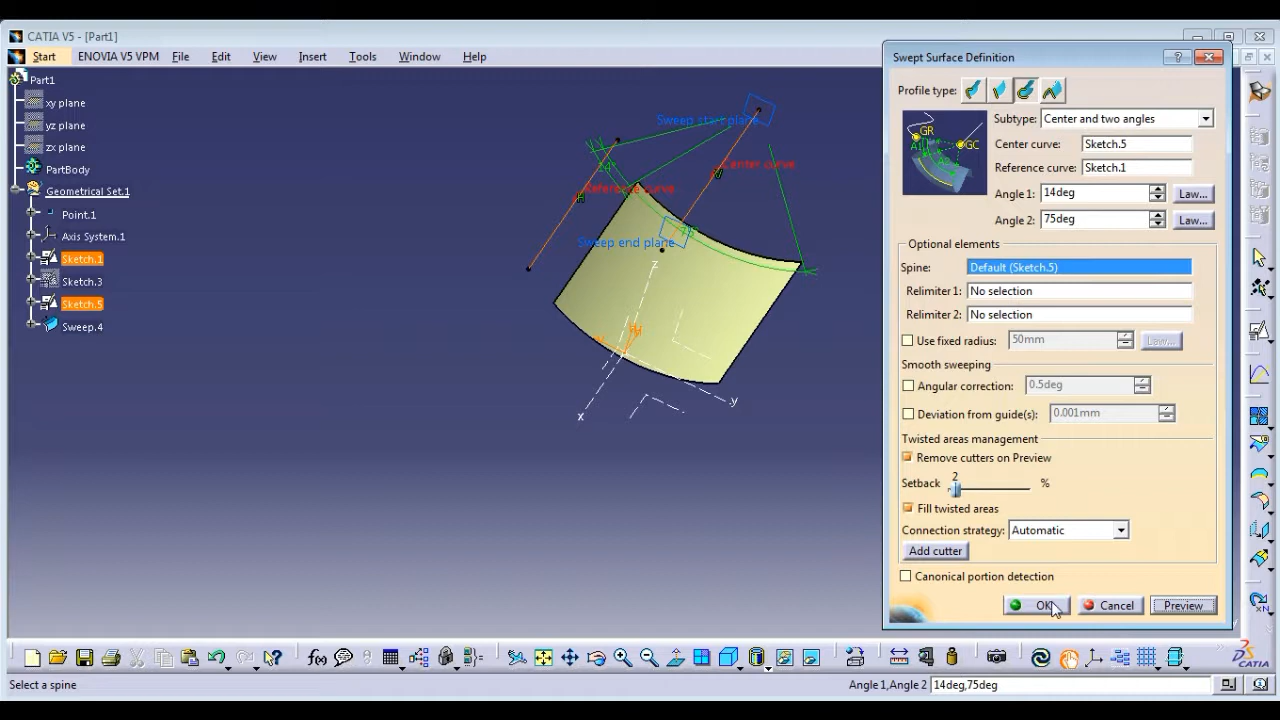 CATIA V5 - [Part1]
Start ENOVIA V5 VPM File Edit View Insert Tools Window Help
Part1
xy plane
yz plane
zx plane
PartBody
Geometrical Set.1
Point.1
Axis System.1
Sketch.1
Sketch.3
Sketch.5
Sweep.4
Sweep start plane
Center curve
Reference curve
Sweep end plane
75
z
x
y
Swept Surface Definition
Profile type:
GR
GC
Subtype: Center and two angles
Center curve: Sketch.5
Reference curve: Sketch.1
Angle 1: 14deg Law...
Angle 2: 75deg Law...
Optional elements
Spine: Default (Sketch.5)
Relimiter 1: No selection
Relimiter 2: No selection
Use fixed radius: 50mm Law...
Smooth sweeping
Angular correction: 0.5deg
Deviation from guide(s): 0.001mm
Twisted areas management
Remove cutters on Preview
2
Setback %
Fill twisted areas
Connection strategy: Automatic
Add cutter
Canonical portion detection
OK Cancel Preview
f(x)
CATIA
Select a spine
Angle 1,Angle 2 14deg,75deg